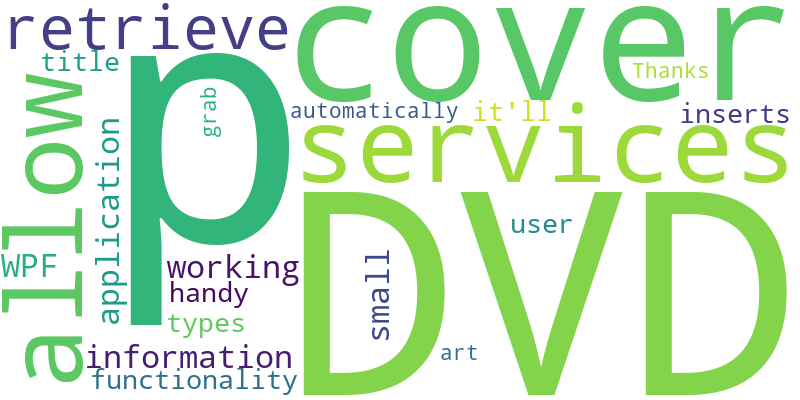 retrieve
cover
title
Thanks
allow
p
grab
automatically
it'll
inserts
services
application
DVD
user
WPF
working
small
handy
types
information
art
functionality